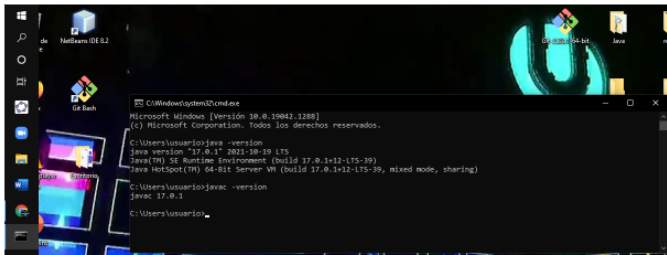 NetBeans IDE 8.2
Java
Git Bash
Escritorio
C:\Windows\system32\cmd.exe
Microsoft Windows [Versión 10.0.19042.1288]
(c) Microsoft Corporation. Todos los derechos reservados.
C:\Users\usuario>java -version
java version "17.0.1" 2021-10-19 LTS
Java(TM) SE Runtime Environment (build 17.0.1+12-LTS-39)
Java HotSpot(TM) 64-Bit Server VM (build 17.0.1+12-LTS-39, mixed mode, sharing)
C:\Users\usuario>javac -version
javac 17.0.1
C:\Users\usuario>